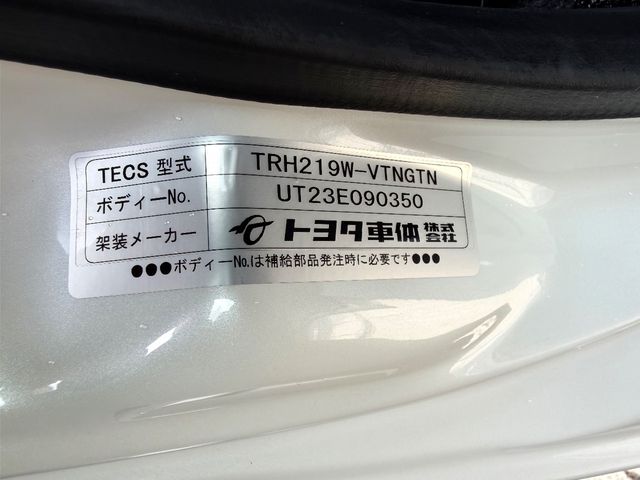 TECS 型式 TRH219W-VTNGTN
ボディーNo. UT23E090350
架装メーカー トヨタ車体株式会社
●●●ボディーNo.は補給部品発注時に必要です●●●